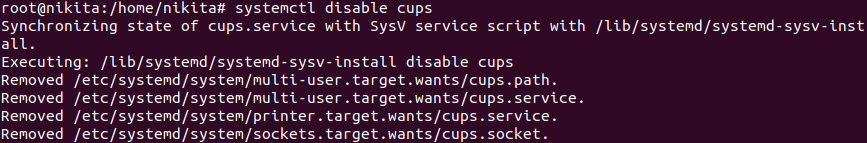 root@nikita:/home/nikita# systemctl disable cups
Synchronizing state of cups.service with SysV service script with /lib/systemd/systemd-sysv-inst
all.
Executing: /lib/systemd/systemd-sysv-install disable cups
Removed /etc/systemd/system/multi-user.target.wants/cups.path.
Removed /etc/systemd/system/multi-user.target.wants/cups.service.
Removed /etc/systemd/system/printer.target.wants/cups.service.
Removed /etc/systemd/system/sockets.target.wants/cups.socket.